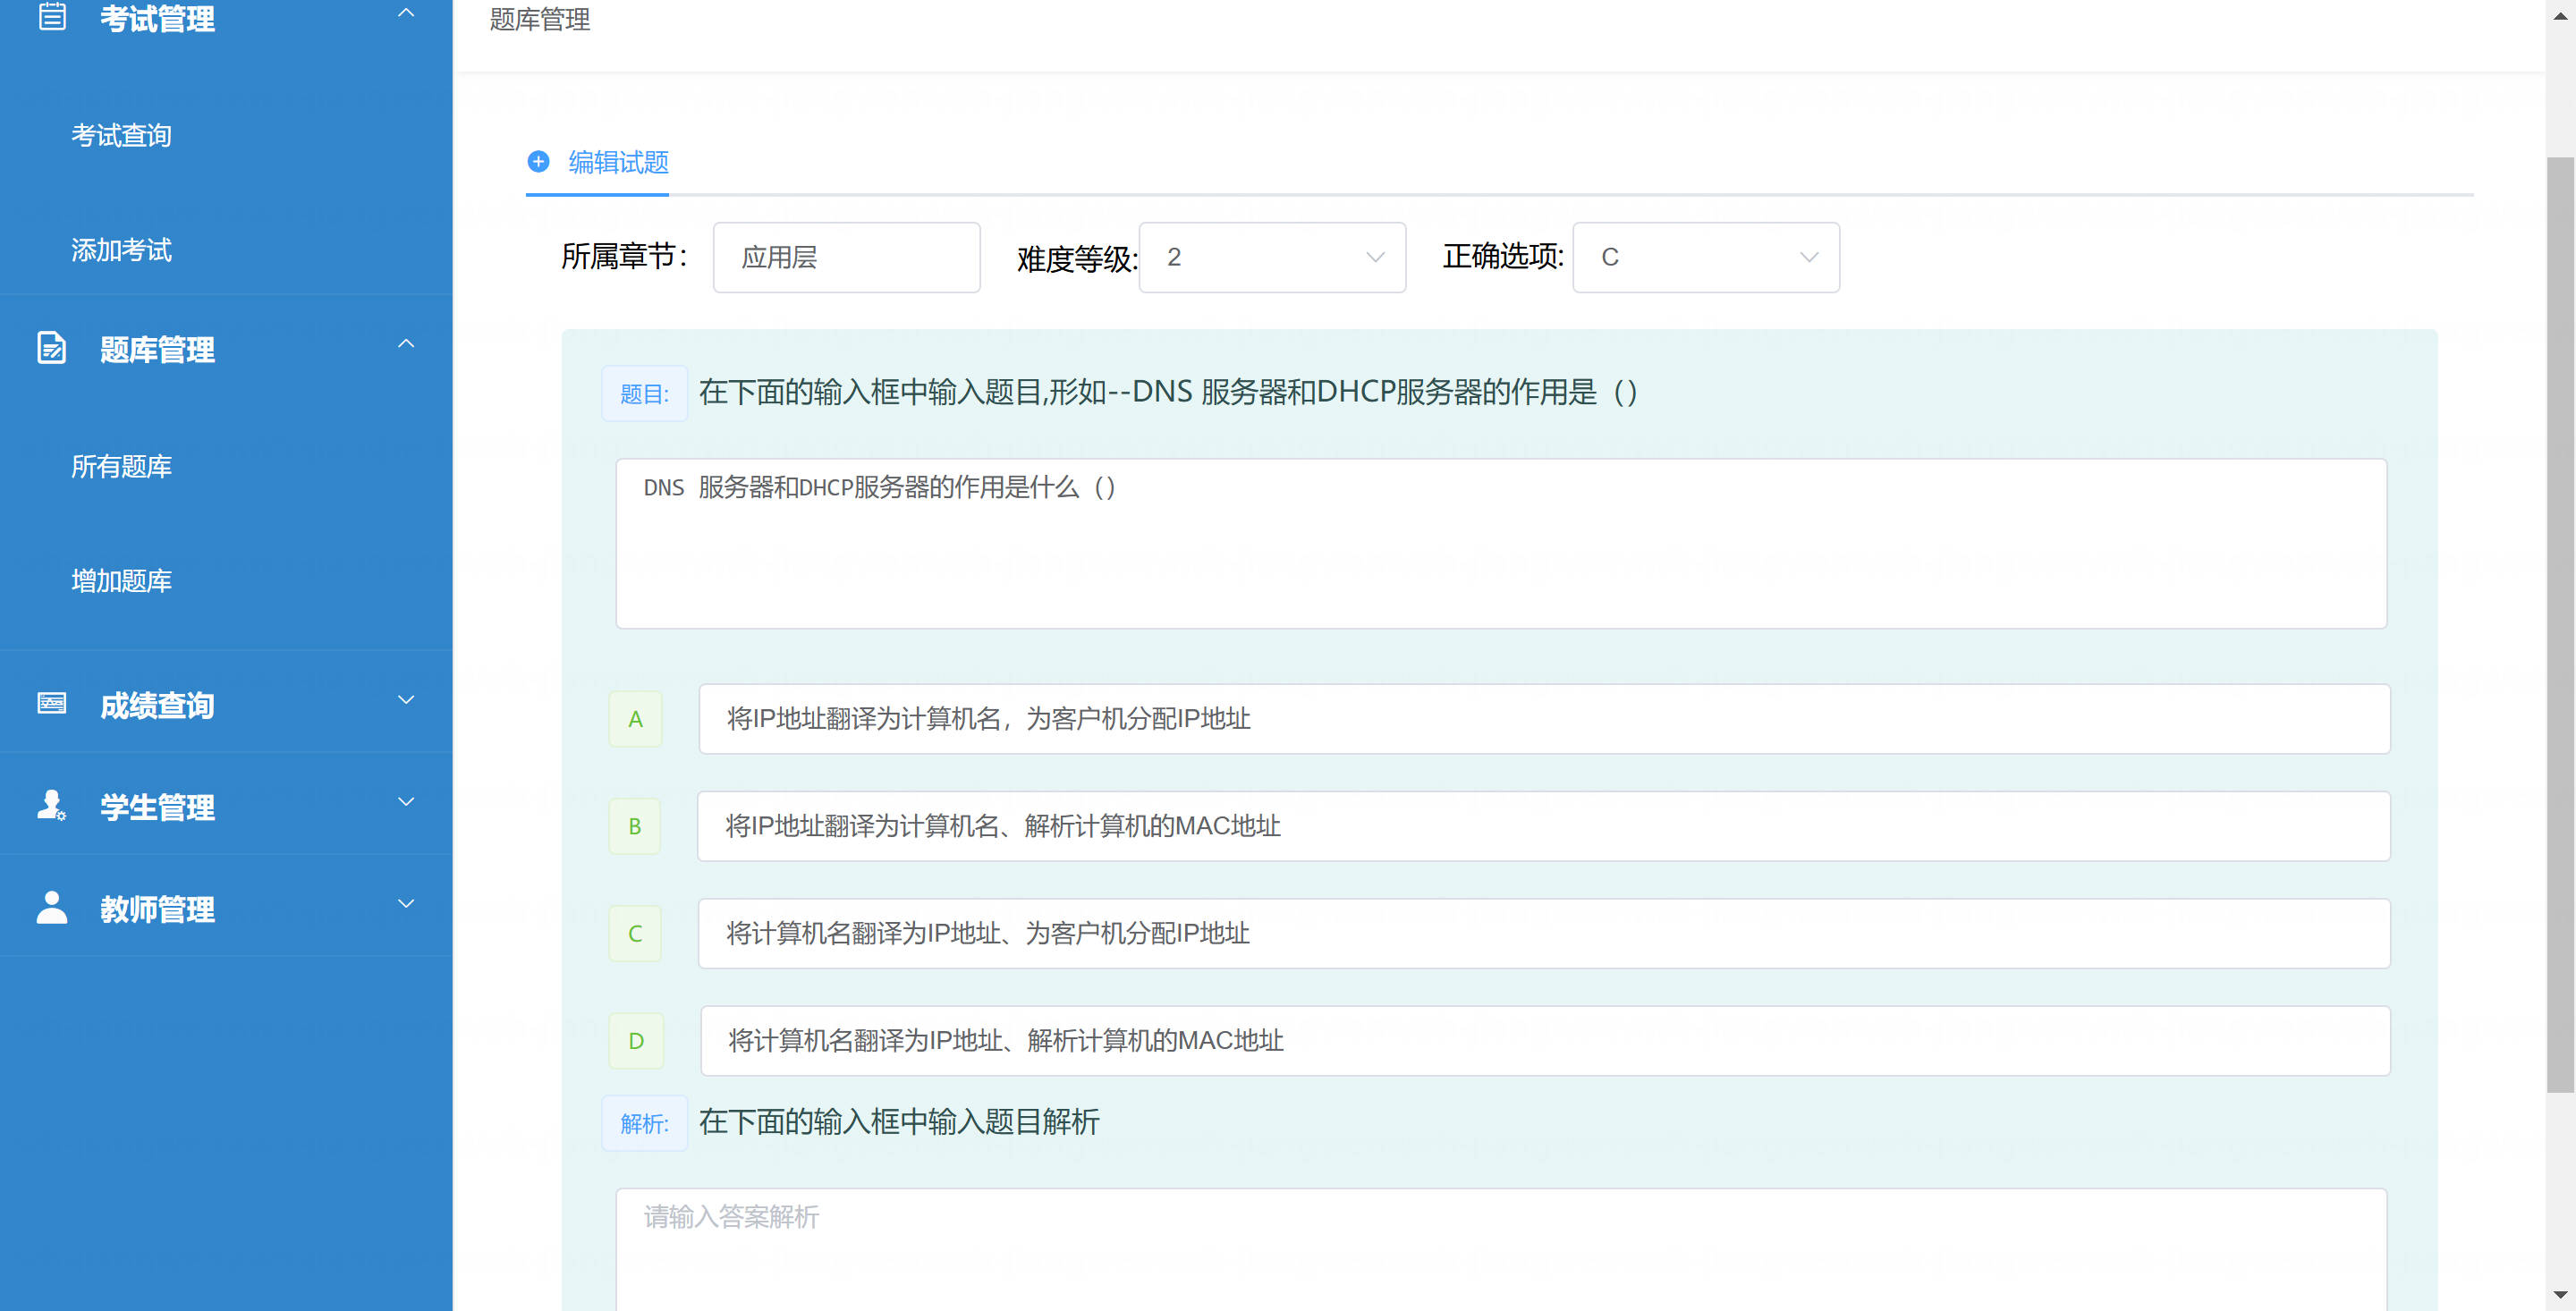 考试管理
考试查询
添加考试
题库管理
所有题库
增加题库
成绩查询
学生管理
教师管理
题库管理
编辑试题
所属章节： 应用层 难度等级: 2 正确选项: C
题目: 在下面的输入框中输入题目,形如--DNS 服务器和DHCP服务器的作用是（）
DNS 服务器和DHCP服务器的作用是什么（）
A 将IP地址翻译为计算机名，为客户机分配IP地址
B 将IP地址翻译为计算机名、解析计算机的MAC地址
C 将计算机名翻译为IP地址、为客户机分配IP地址
D 将计算机名翻译为IP地址、解析计算机的MAC地址
解析: 在下面的输入框中输入题目解析
请输入答案解析